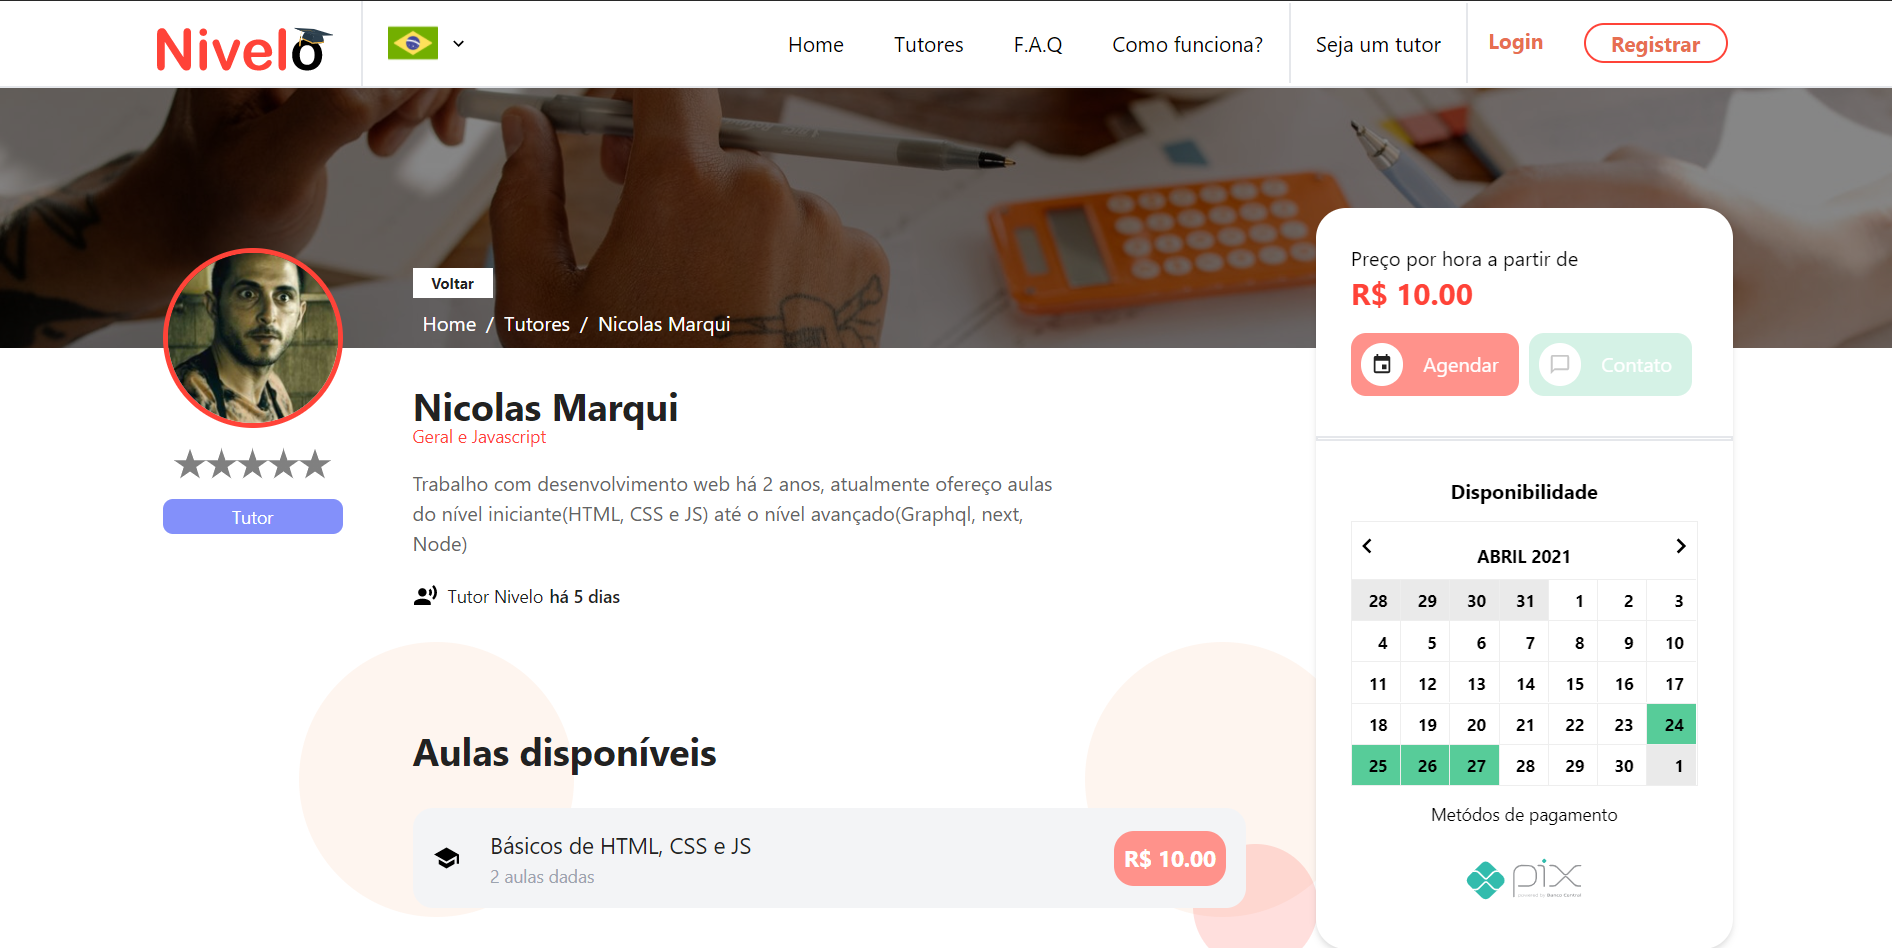 Nivelo
Home
Tutores
F.A.Q
Como funciona?
Seja um tutor
Login
Registrar
Voltar
Home / Tutores / Nicolas Marqui
Tutor
Nicolas Marqui
Geral e Javascript
Trabalho com desenvolvimento web há 2 anos, atualmente ofereço aulas
do nível iniciante(HTML, CSS e JS) até o nível avançado(Graphql, next,
Node)
Tutor Nivelo há 5 dias
Aulas disponíveis
Básicos de HTML, CSS e JS
2 aulas dadas
R$ 10.00
Preço por hora a partir de
R$ 10.00
Agendar
Contato
Disponibilidade
ABRIL 2021
28 29 30 31 1 2 3
4 5 6 7 8 9 10
11 12 13 14 15 16 17
18 19 20 21 22 23 24
25 26 27 28 29 30 1
Metódos de pagamento
pix
powered by Banco Central